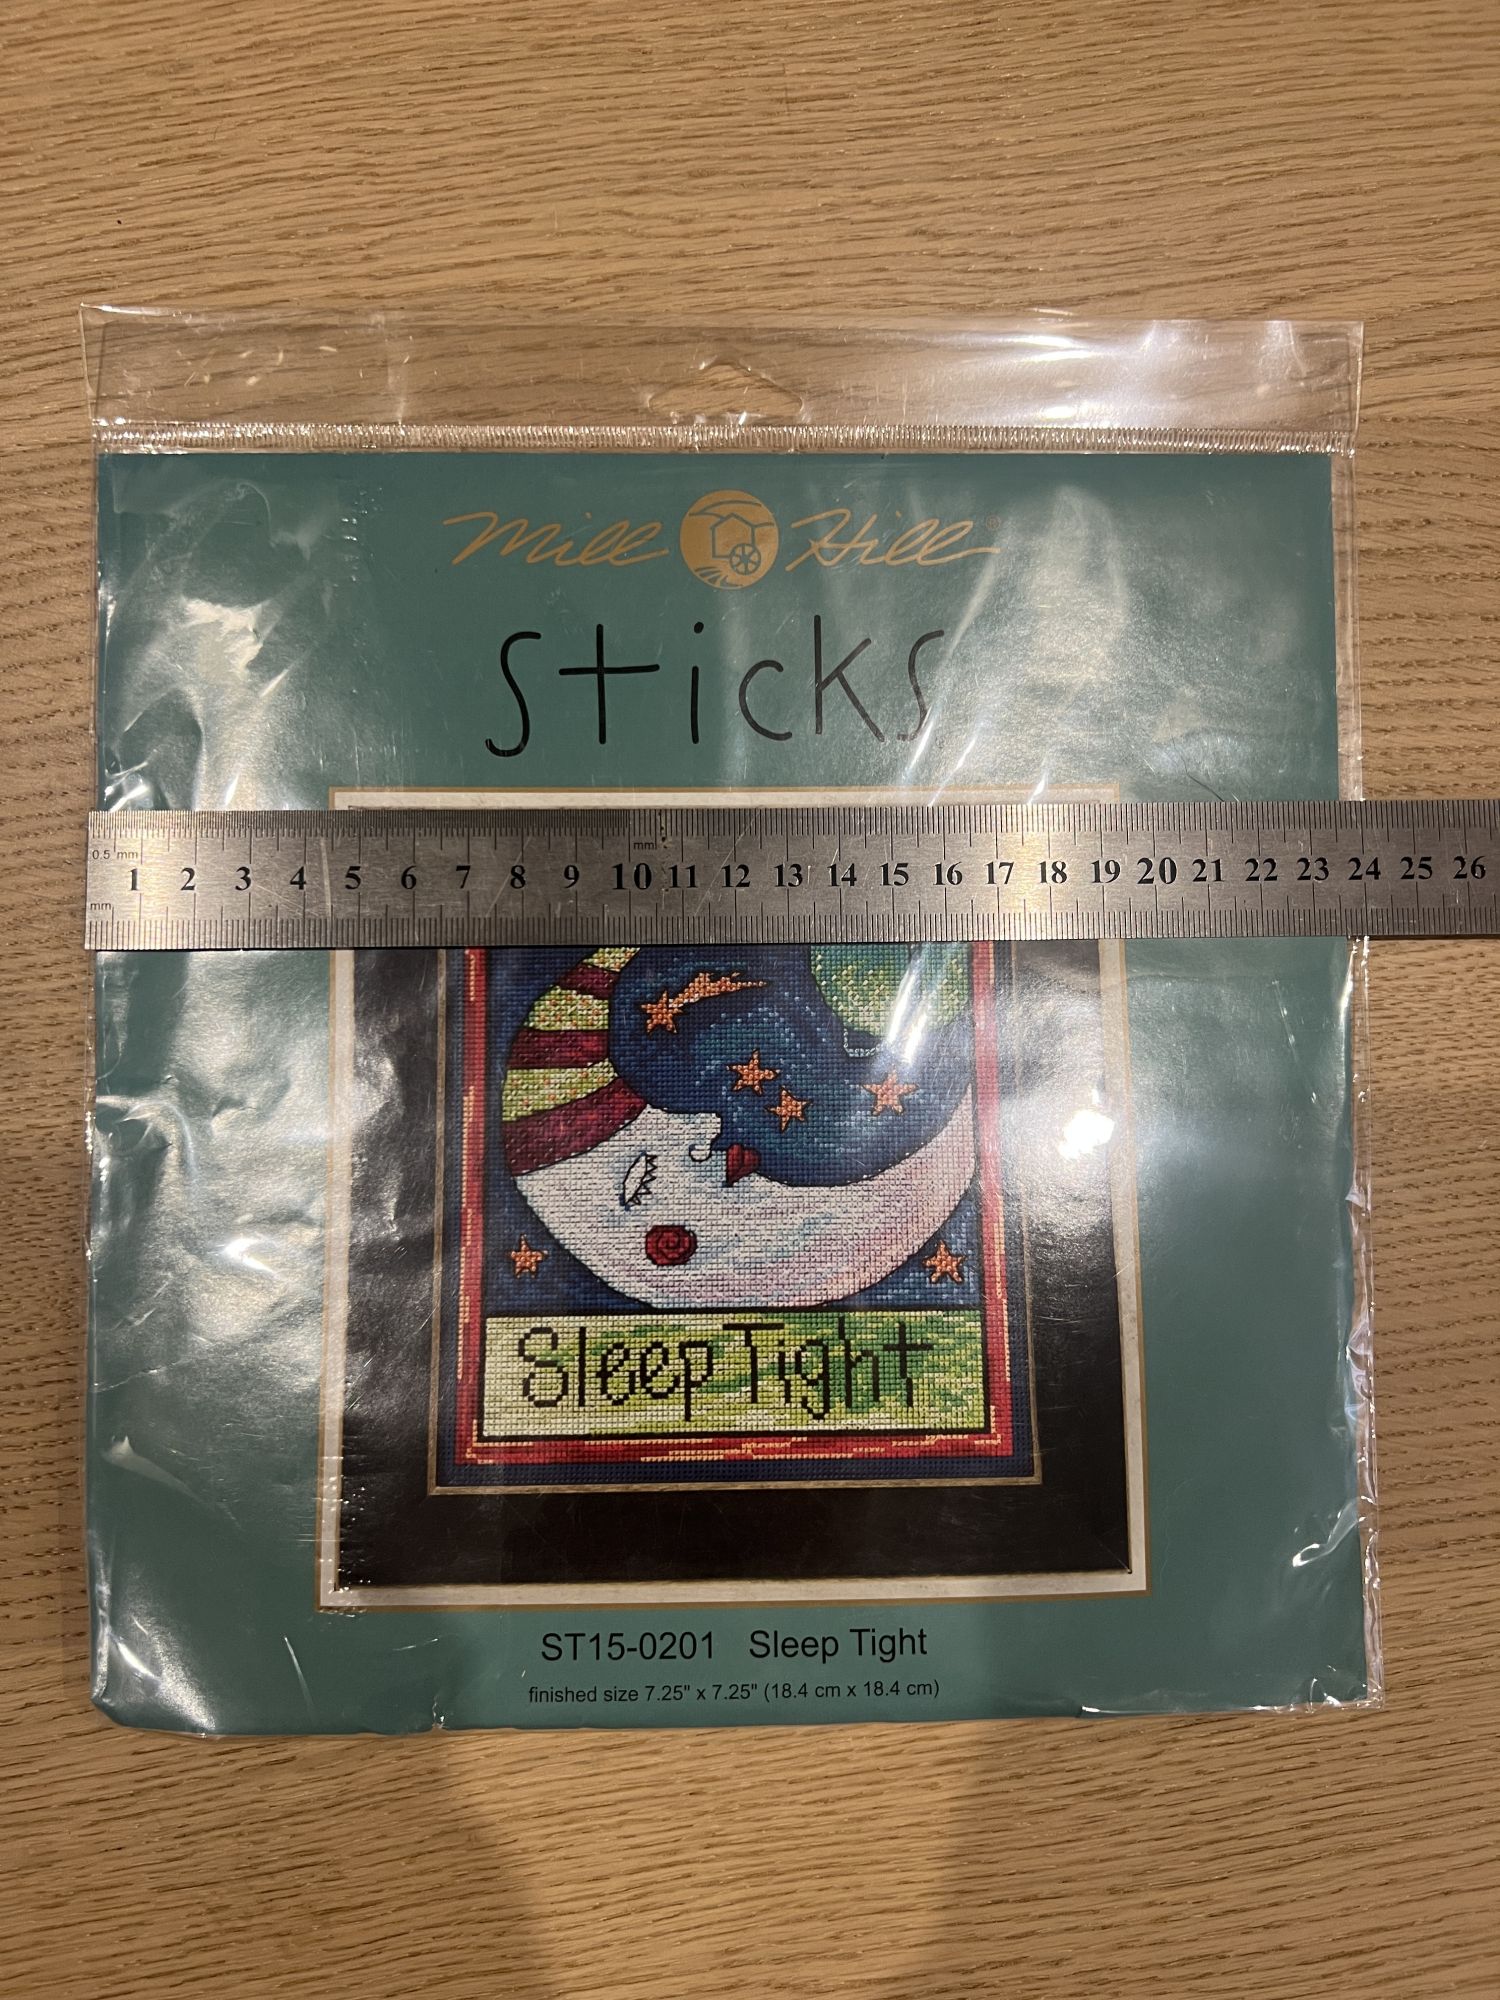 Mill Hill®
sticks
mm
0.5 mm
1 2 3 4 5 6 7 8 9 10 11 12 13 14 15 16 17 18 19 20 21 22 23 24 25 26
mm
Sleep Tight
ST15-0201 Sleep Tight
finished size 7.25" x 7.25" (18.4 cm x 18.4 cm)